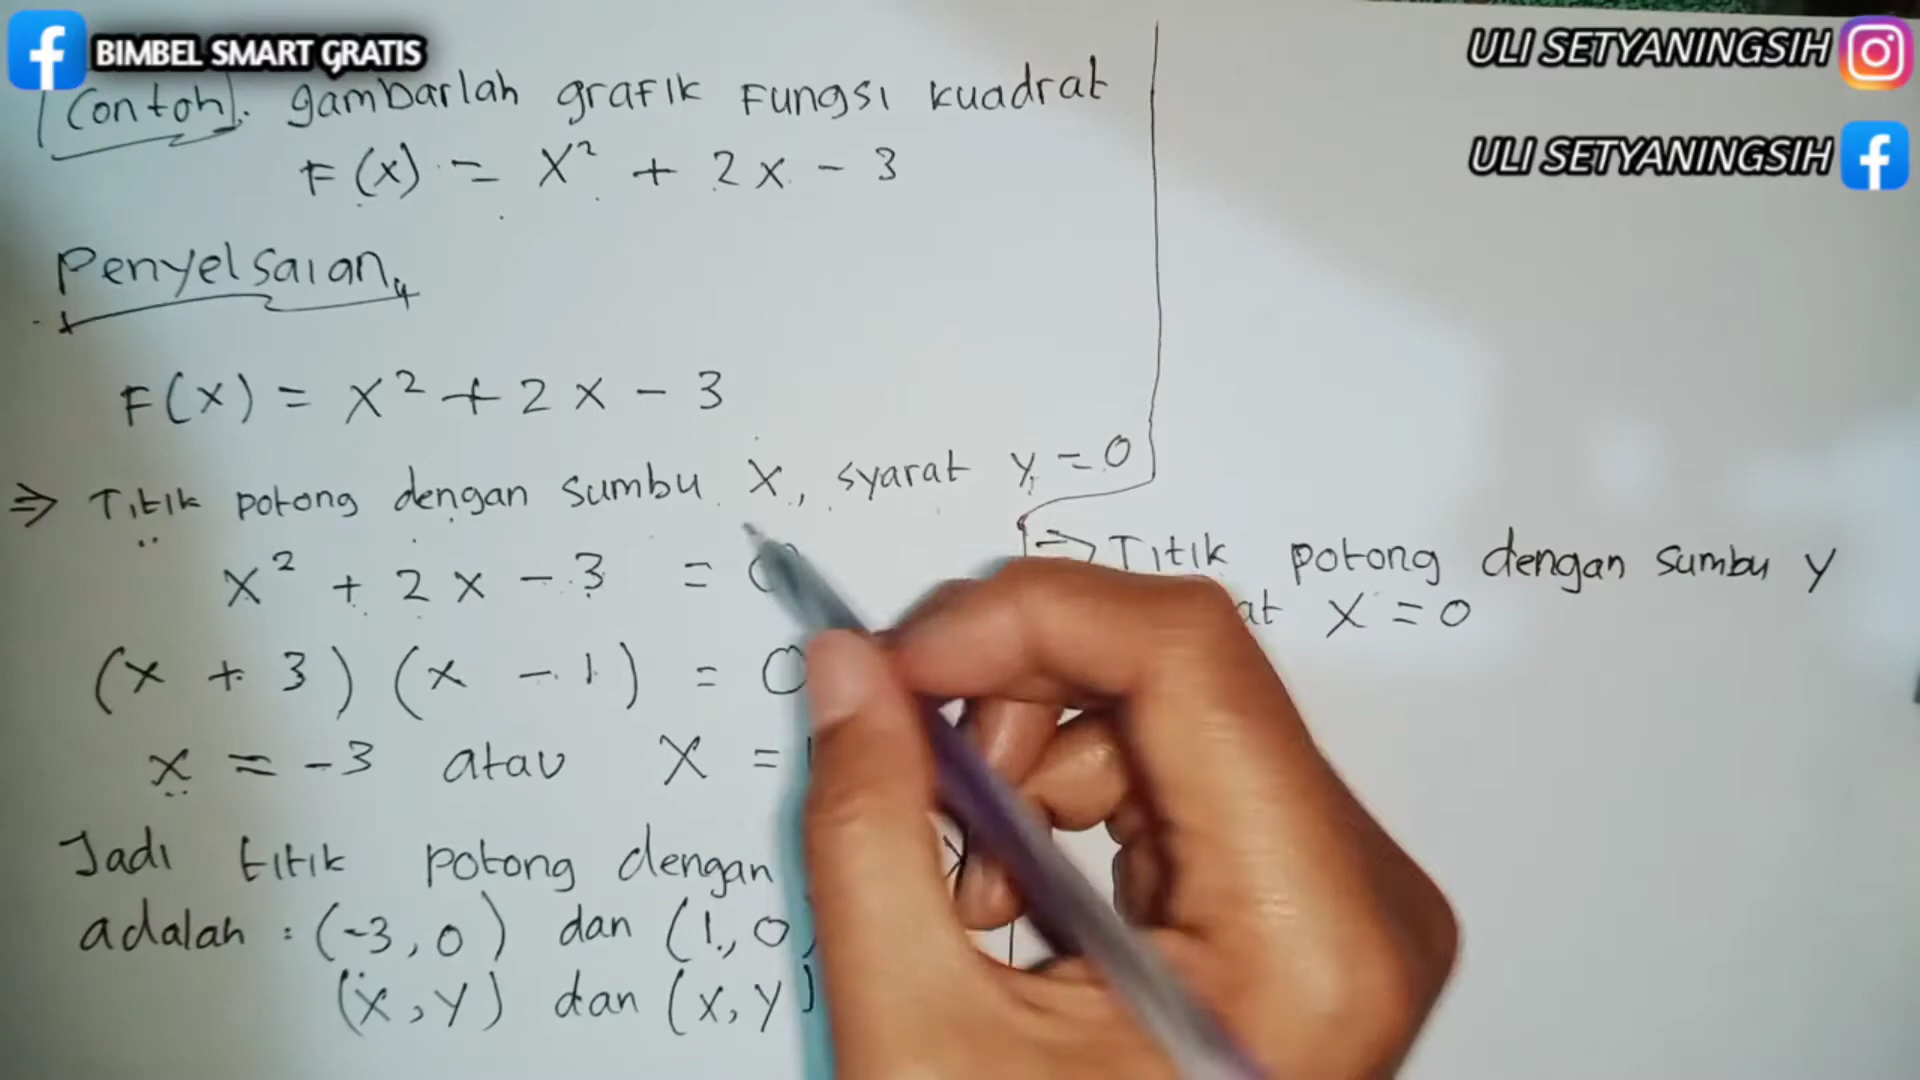 BIMBEL SMART GRATIS
ULI SETYANINGSIH
ULI SETYANINGSIH
Contoh. gambarlah grafik Fungsi kuadrat
F(x) = x² + 2x - 3
Penyelsaian,
F(x) = x² + 2x - 3
⇒ Titik potong dengan sumbu X, syarat y = 0
x² + 2x - 3 = 0
(x + 3) (x - 1) = 0
x = -3 atau x = 1
Jadi titik potong dengan
adalah : (-3, 0) dan (1, 0)
(x, y) dan (x, y)
⇒ Titik potong dengan sumbu y
x = 0